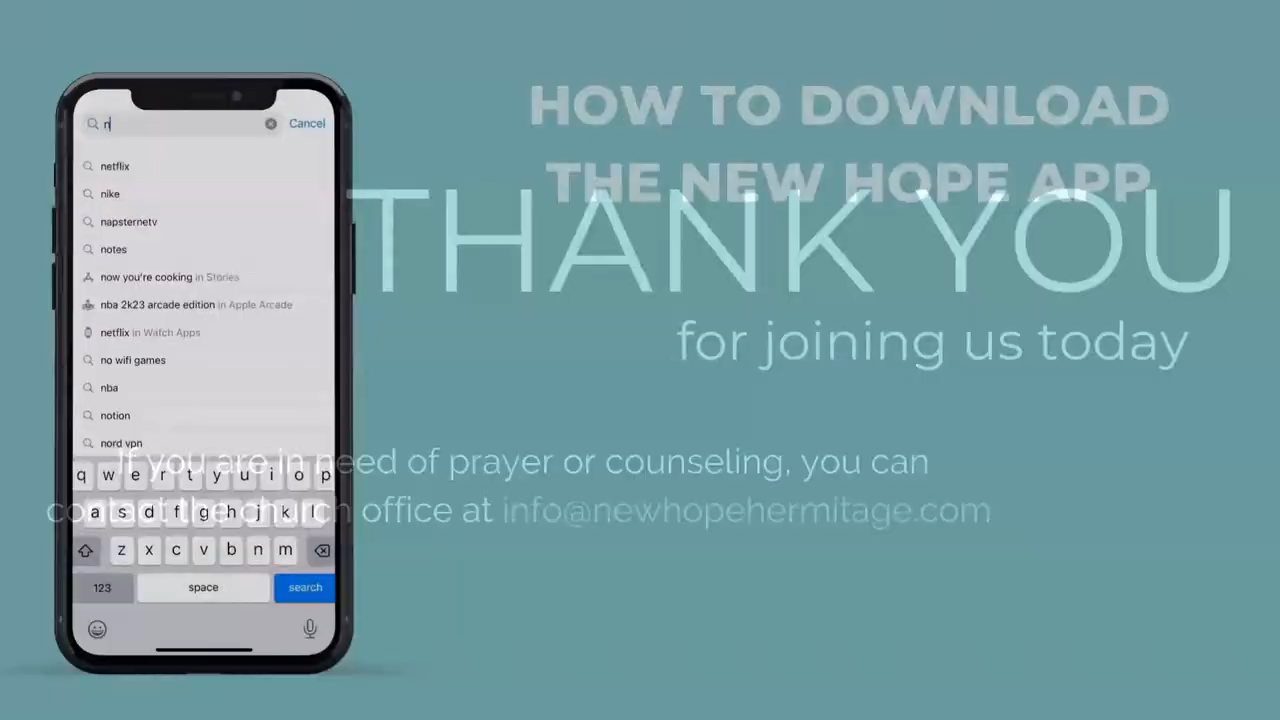 n
Cancel
netflix
nike
napsternetv
notes
now you're cooking in Stories
nba 2k23 arcade edition in Apple Arcade
netflix in Watch Apps
no wifi games
nba
notion
nord vpn
q w e r t y u i o p
a s d f g h j k l
z x c v b n m
123 space search
HOW TO DOWNLOAD
THE NEW HOPE APP
THANK YOU
for joining us today
If you are in need of prayer or counseling, you can
contact the church office at info@newhopehermitage.com